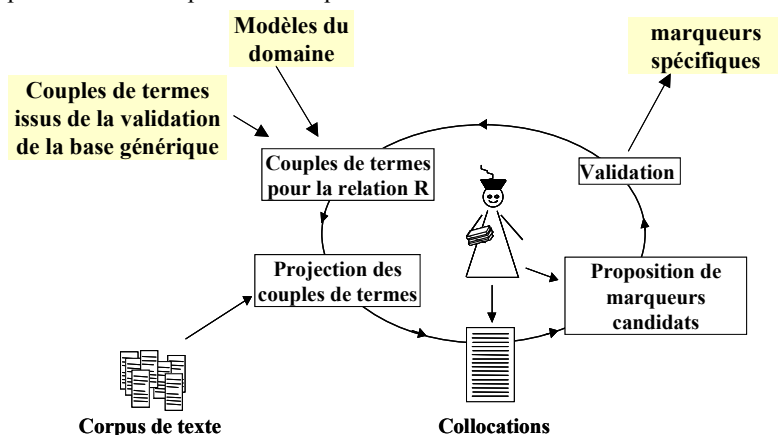 Modèles du
domaine
marqueurs
spécifiques
Couples de termes
issus de la validation
de la base générique
Couples de termes
pour la relation R
Validation
Projection des
couples de termes
Proposition de
marqueurs
candidats
Corpus de texte
Collocations